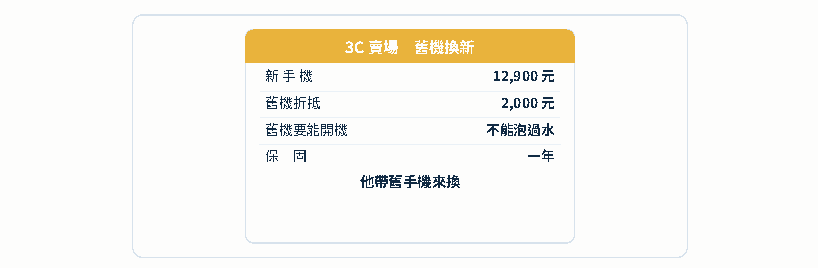 3C 賣場　舊機換新
新 手 機　12,900 元
舊機折抵　2,000 元
舊機要能開機　不能泡過水
保　固　一年
他帶舊手機來換